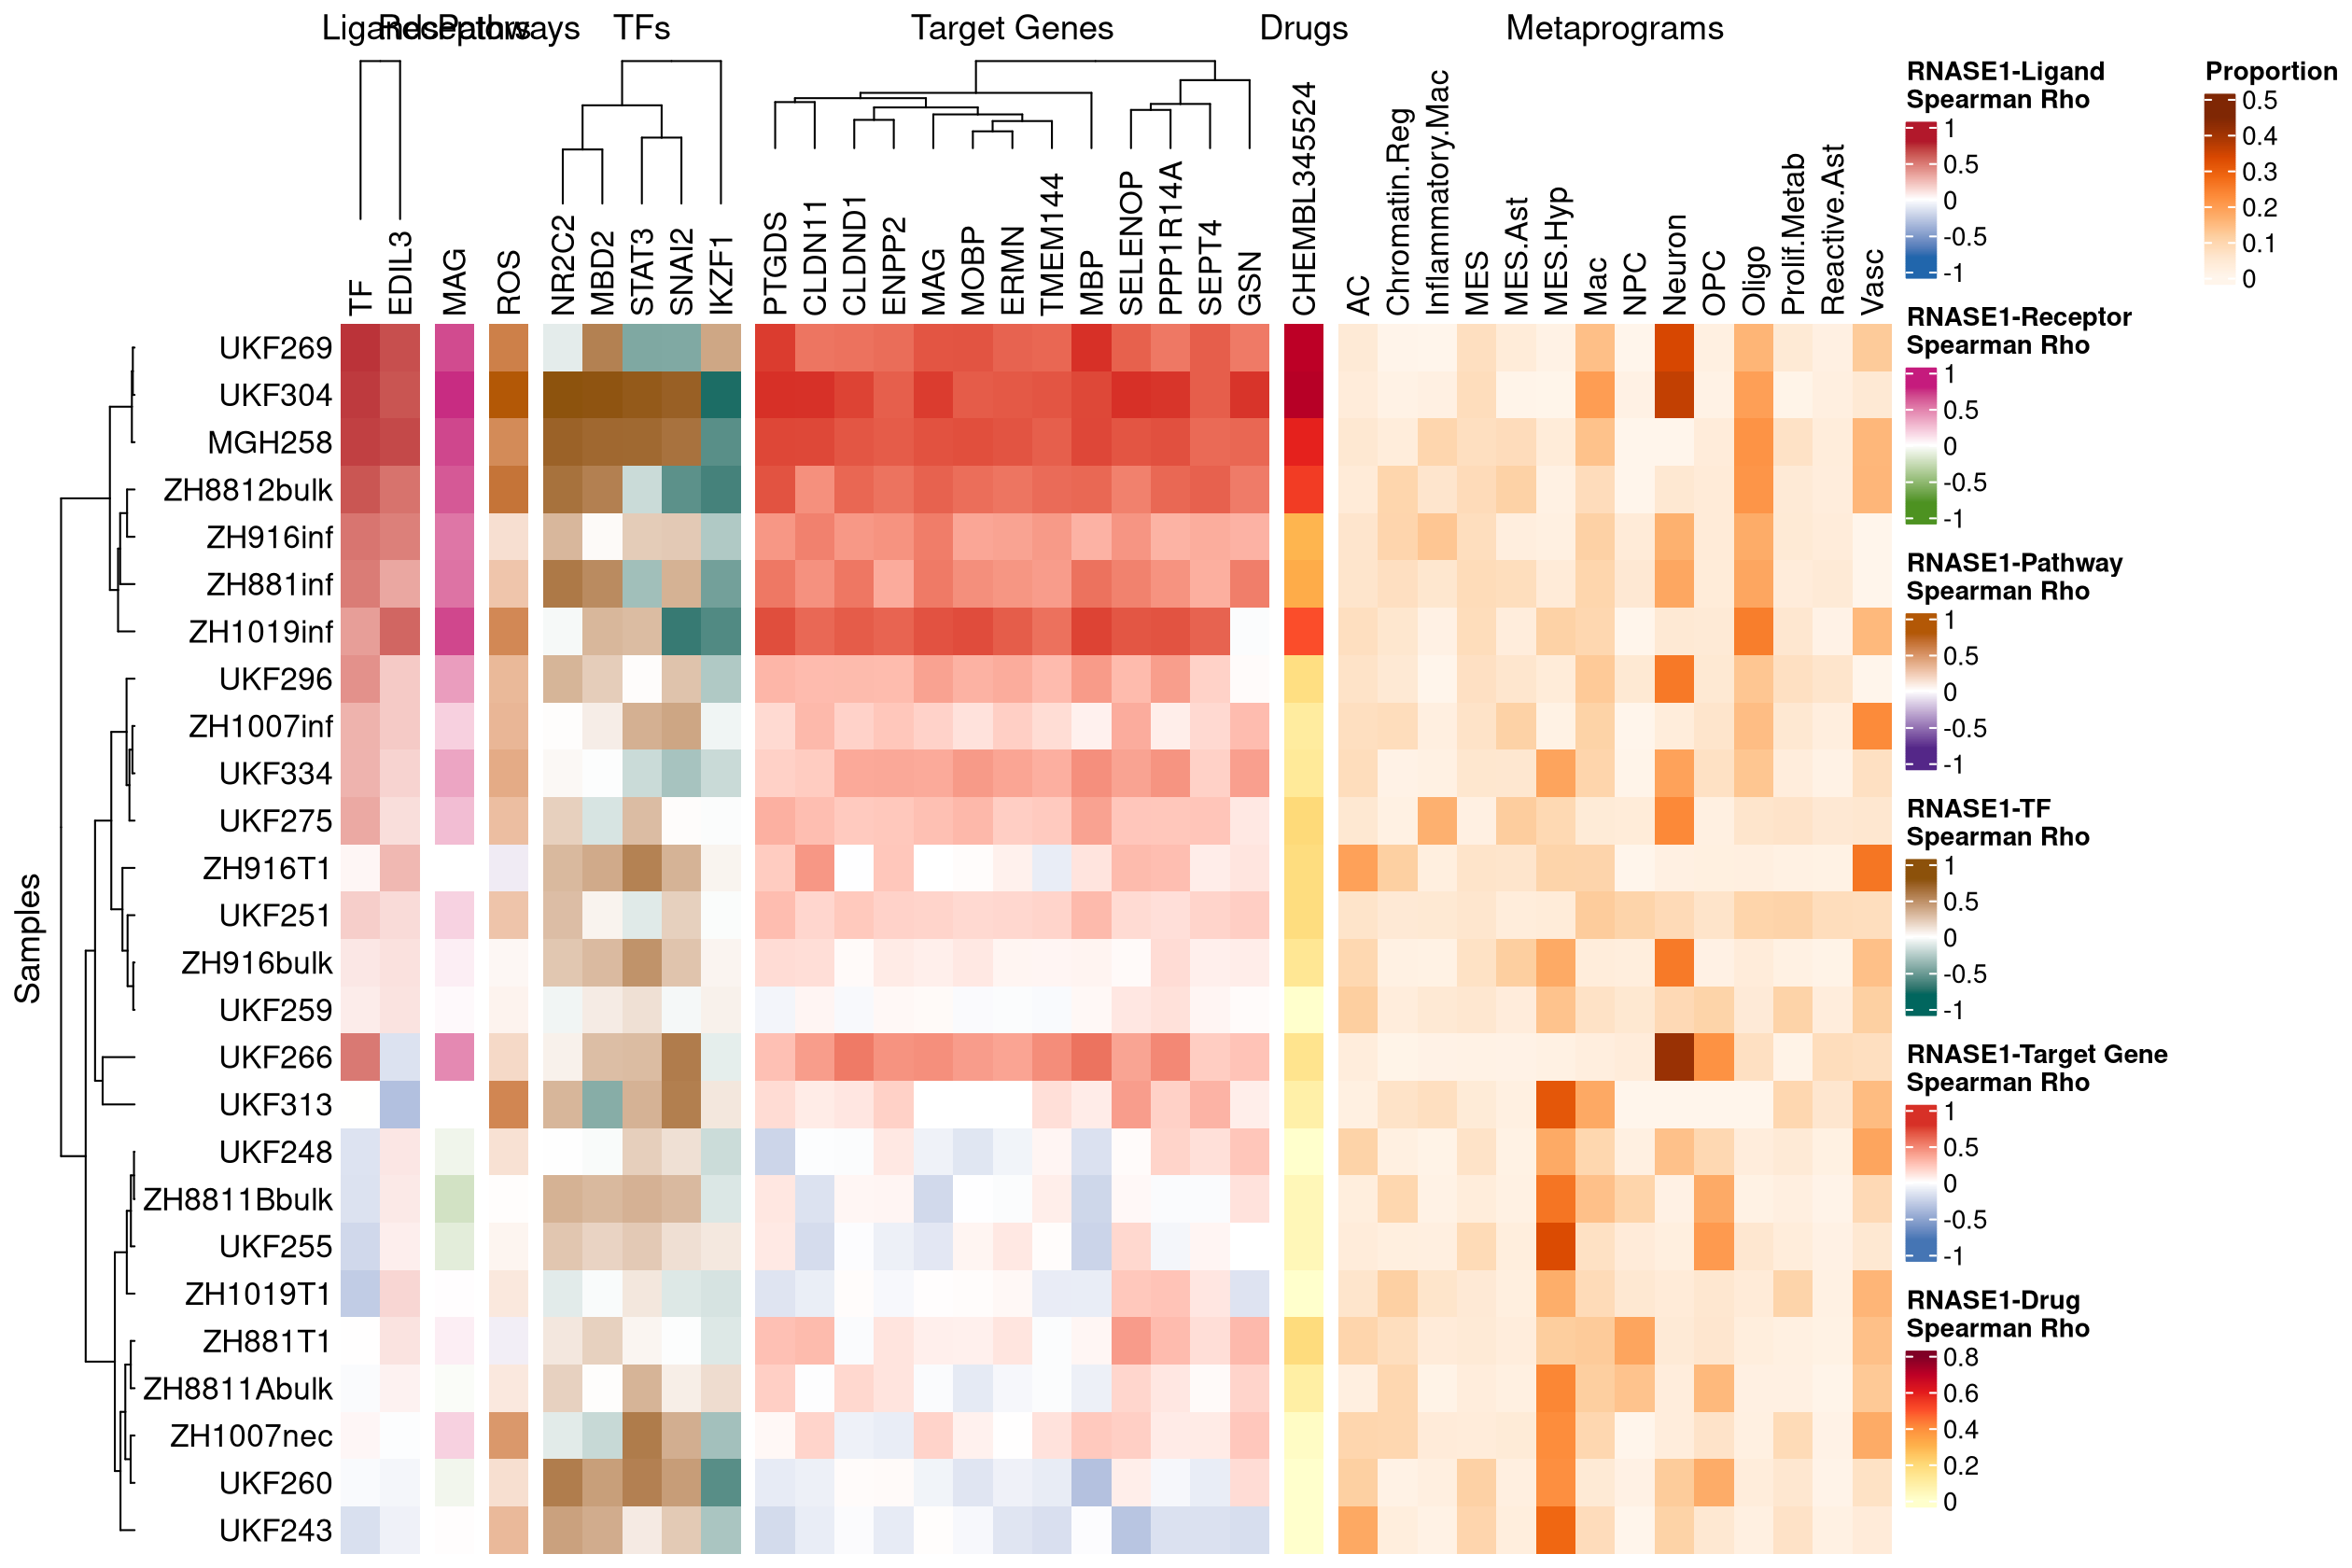 Ligands
Receptors
Pathways
TFs
Target Genes
Drugs
Metaprograms
TF
EDIL3
MAG
ROS
NR2C2
MBD2
STAT3
SNAI2
IKZF1
PTGDS
CLDN11
CLDND1
ENPP2
MAG
MOBP
ERMN
TMEM144
MBP
SELENOP
PPP1R14A
SEPT4
GSN
CHEMBL345524
AC
Chromatin.Reg
Inflammatory.Mac
MES
MES.Ast
MES.Hyp
Mac
NPC
Neuron
OPC
Oligo
Prolif.Metab
Reactive.Ast
Vasc
Samples
UKF269
UKF304
MGH258
ZH8812bulk
ZH916inf
ZH881inf
ZH1019inf
UKF296
ZH1007inf
UKF334
UKF275
ZH916T1
UKF251
ZH916bulk
UKF259
UKF266
UKF313
UKF248
ZH8811Bbulk
UKF255
ZH1019T1
ZH881T1
ZH8811Abulk
ZH1007nec
UKF260
UKF243
RNASE1-Ligand
Spearman Rho
1
0.5
0
-0.5
-1
RNASE1-Receptor
Spearman Rho
1
0.5
0
-0.5
-1
RNASE1-Pathway
Spearman Rho
1
0.5
0
-0.5
-1
RNASE1-TF
Spearman Rho
1
0.5
0
-0.5
-1
RNASE1-Target Gene
Spearman Rho
1
0.5
0
-0.5
-1
RNASE1-Drug
Spearman Rho
0.8
0.6
0.4
0.2
0
Proportion
0.5
0.4
0.3
0.2
0.1
0